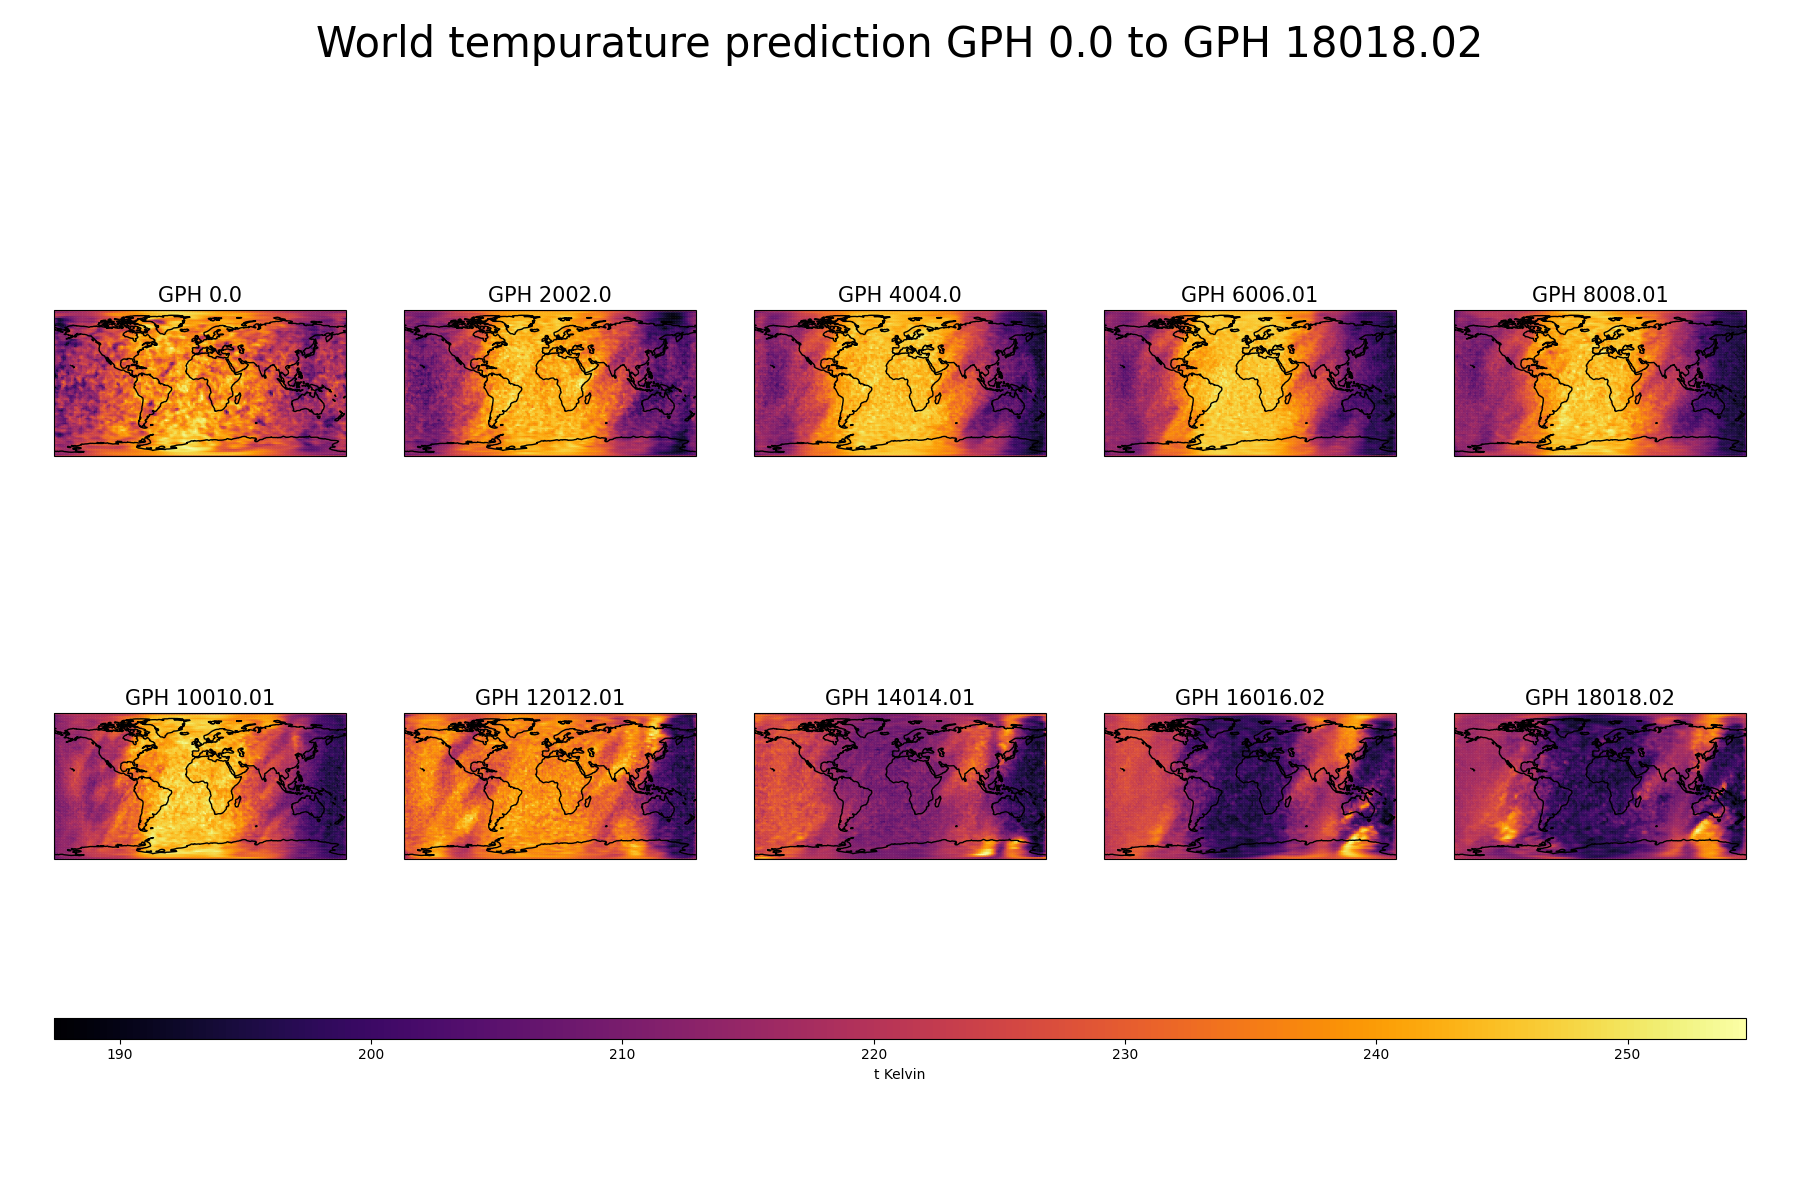 World tempurature prediction GPH 0.0 to GPH 18018.02
GPH 0.0
GPH 2002.0
GPH 4004.0
GPH 6006.01
GPH 8008.01
GPH 10010.01
GPH 12012.01
GPH 14014.01
GPH 16016.02
GPH 18018.02
190 200 210 220 230 240 250
t Kelvin